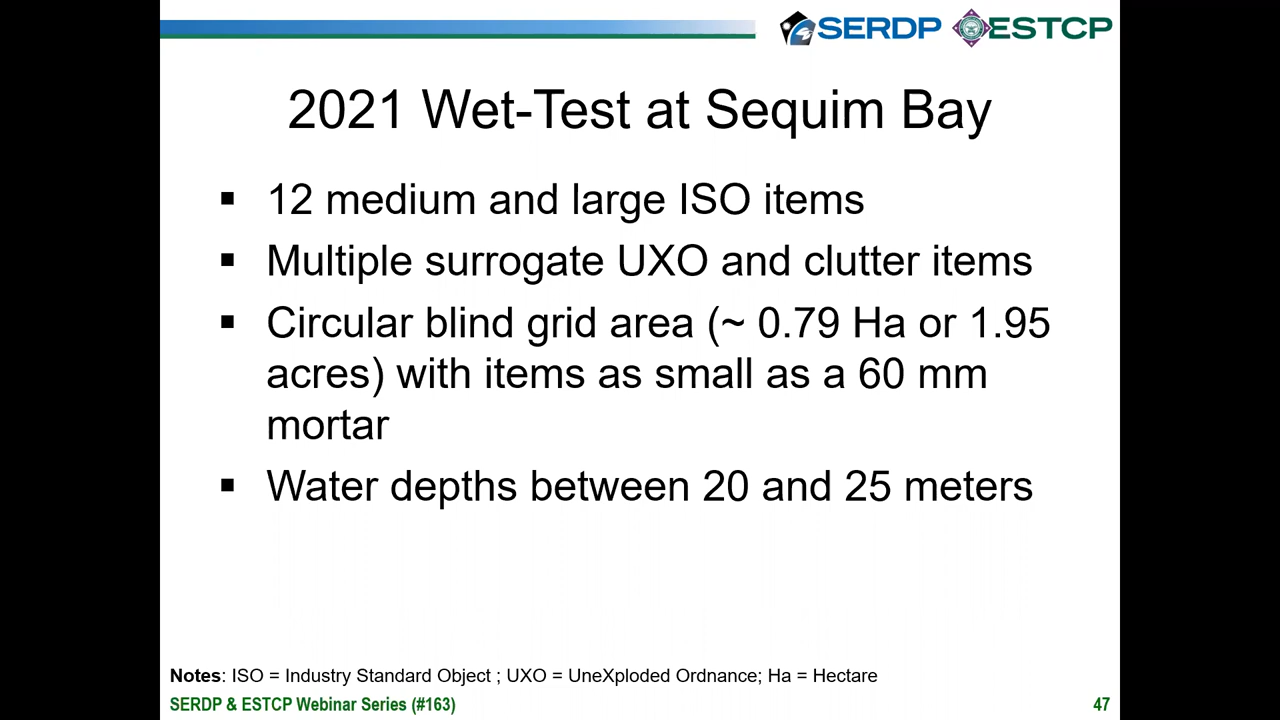 SERDP ESTCP
2021 Wet-Test at Sequim Bay
▪ 12 medium and large ISO items
▪ Multiple surrogate UXO and clutter items
▪ Circular blind grid area (~ 0.79 Ha or 1.95
acres) with items as small as a 60 mm
mortar
▪ Water depths between 20 and 25 meters
Notes: ISO = Industry Standard Object ; UXO = UneXploded Ordnance; Ha = Hectare
SERDP & ESTCP Webinar Series (#163) 47